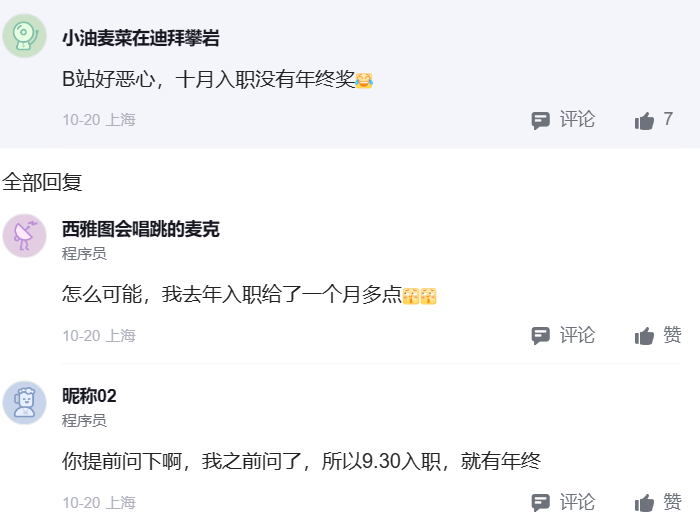 小油麦菜在迪拜攀岩
B站好恶心，十月入职没有年终奖😂
10-20 上海
评论 7
全部回复
西雅图会唱跳的麦克
程序员
怎么可能，我去年入职给了一个月多点🫣🫣
10-20 上海
评论 赞
昵称02
程序员
你提前问下啊，我之前问了，所以9.30入职，就有年终
10-20 上海
评论 赞